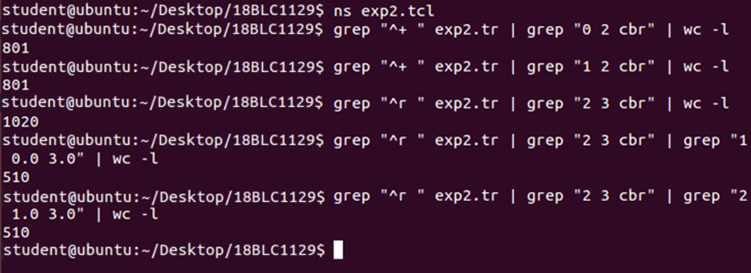 student@ubuntu:~/Desktop/18BLC1129$ ns exp2.tcl
student@ubuntu:~/Desktop/18BLC1129$ grep "^+ " exp2.tr | grep "0 2 cbr" | wc -l
801
student@ubuntu:~/Desktop/18BLC1129$ grep "^+ " exp2.tr | grep "1 2 cbr" | wc -l
801
student@ubuntu:~/Desktop/18BLC1129$ grep "^r " exp2.tr | grep "2 3 cbr" | wc -l
1020
student@ubuntu:~/Desktop/18BLC1129$ grep "^r " exp2.tr | grep "2 3 cbr" | grep "1
 0.0 3.0" | wc -l
510
student@ubuntu:~/Desktop/18BLC1129$ grep "^r " exp2.tr | grep "2 3 cbr" | grep "2
 1.0 3.0" | wc -l
510
student@ubuntu:~/Desktop/18BLC1129$